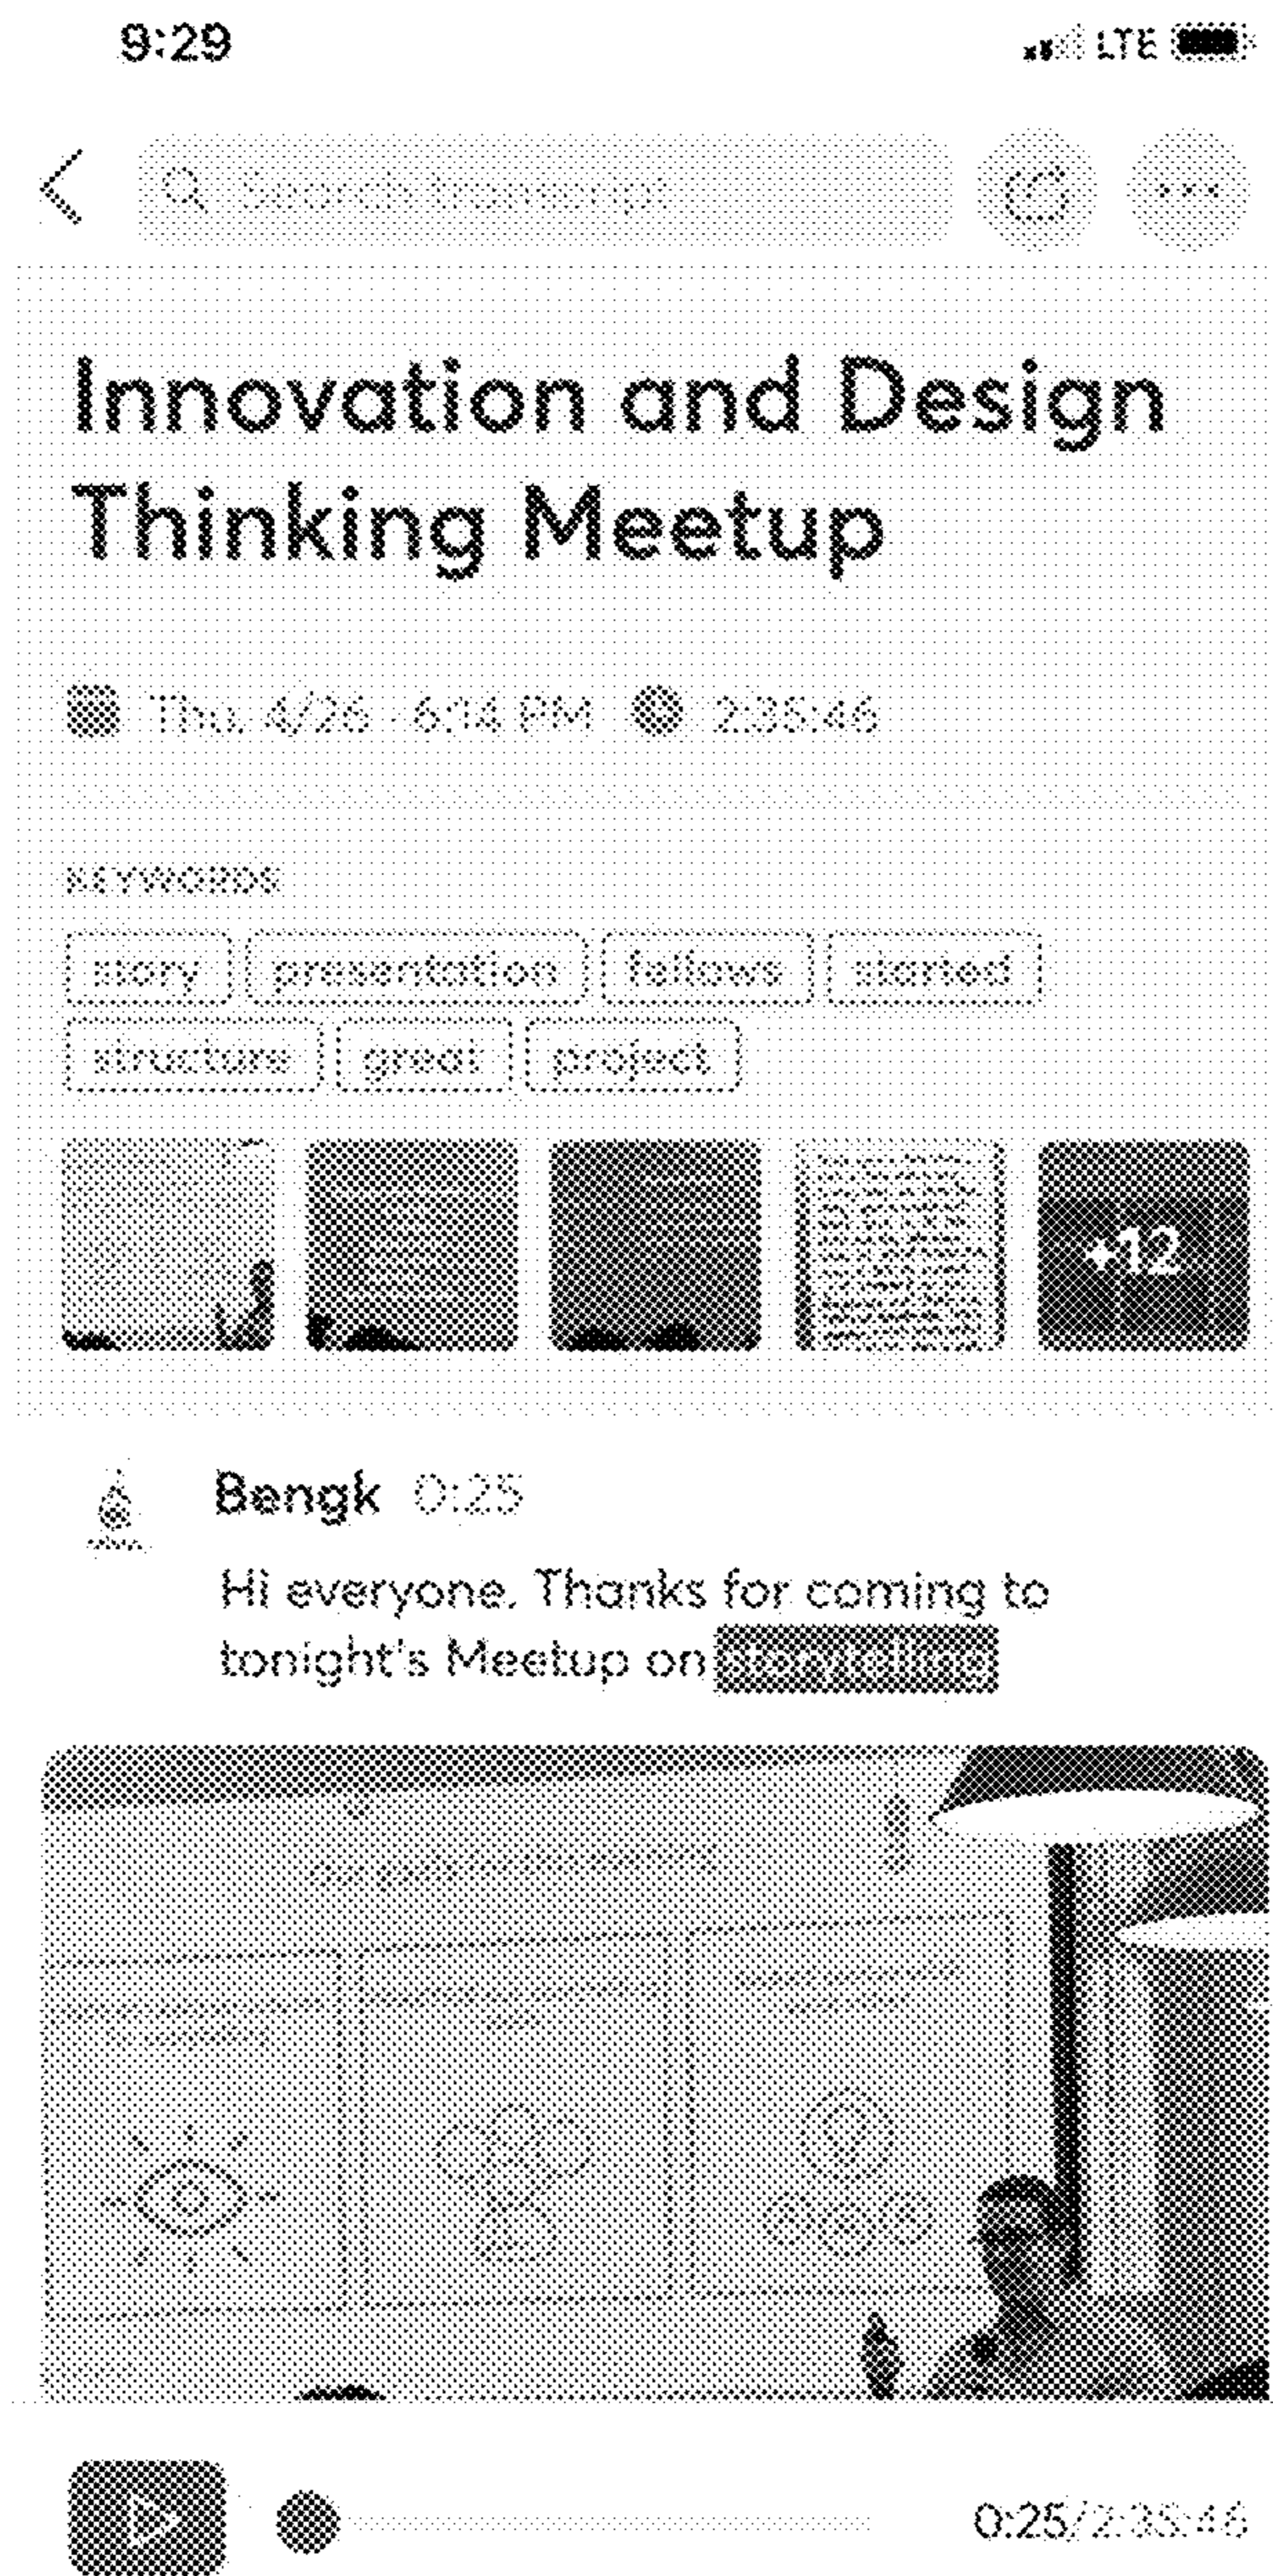 9:29 LTE
Search transcript
Innovation and Design
Thinking Meetup
Thu, 4/26 · 6:14 PM 2:35:46
KEYWORDS
story presentation fellows started
structure great project
+12
Bengk 0:25
Hi everyone. Thanks for coming to
tonight's Meetup on
0:25/2:35:46